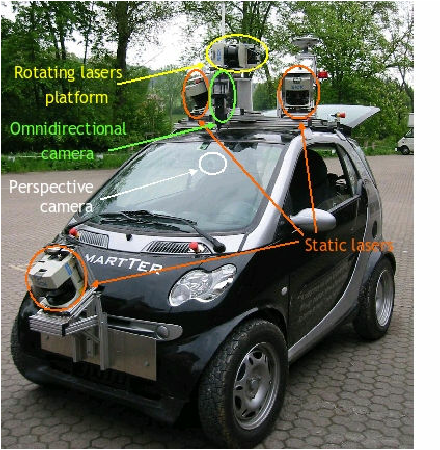 Rotating lasers
platform
Omnidirectional
camera
Perspective
camera
Static lasers
MARTTER